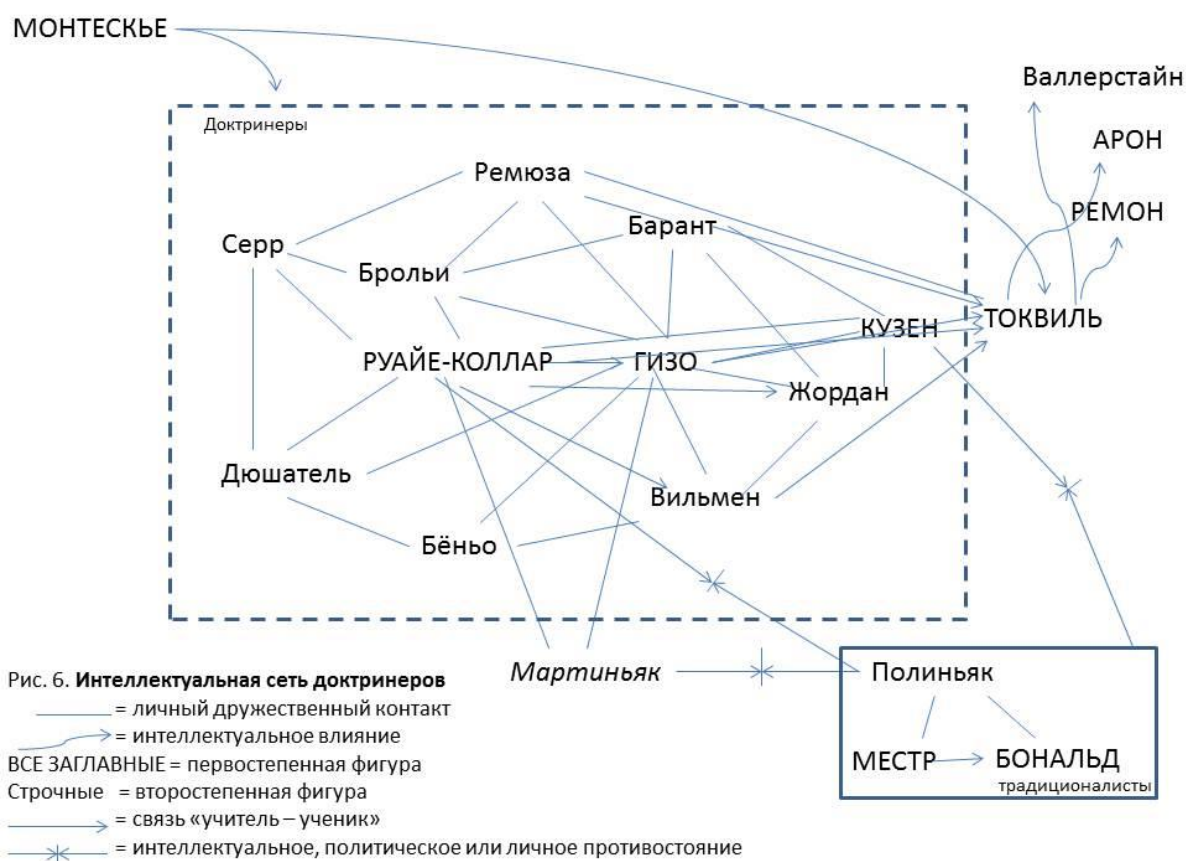 МОНТЕСКЬЕ
Валлерстайн
Доктринеры
АРОН
Ремюза
РЕМОН
Барант
Серр
Брольи
ТОКВИЛЬ
КУЗЕН
РУАЙЕ-КОЛЛАР
ГИЗО
Жордан
Дюшатель
Вильмен
Бёньо
Мартиньяк
Полиньяк
МЕСТР
БОНАЛЬД
традиционалисты
Рис. 6. Интеллектуальная сеть доктринеров
= личный дружественный контакт
= интеллектуальное влияние
ВСЕ ЗАГЛАВНЫЕ = первостепенная фигура
Строчные = второстепенная фигура
= связь «учитель – ученик»
= интеллектуальное, политическое или личное противостояние